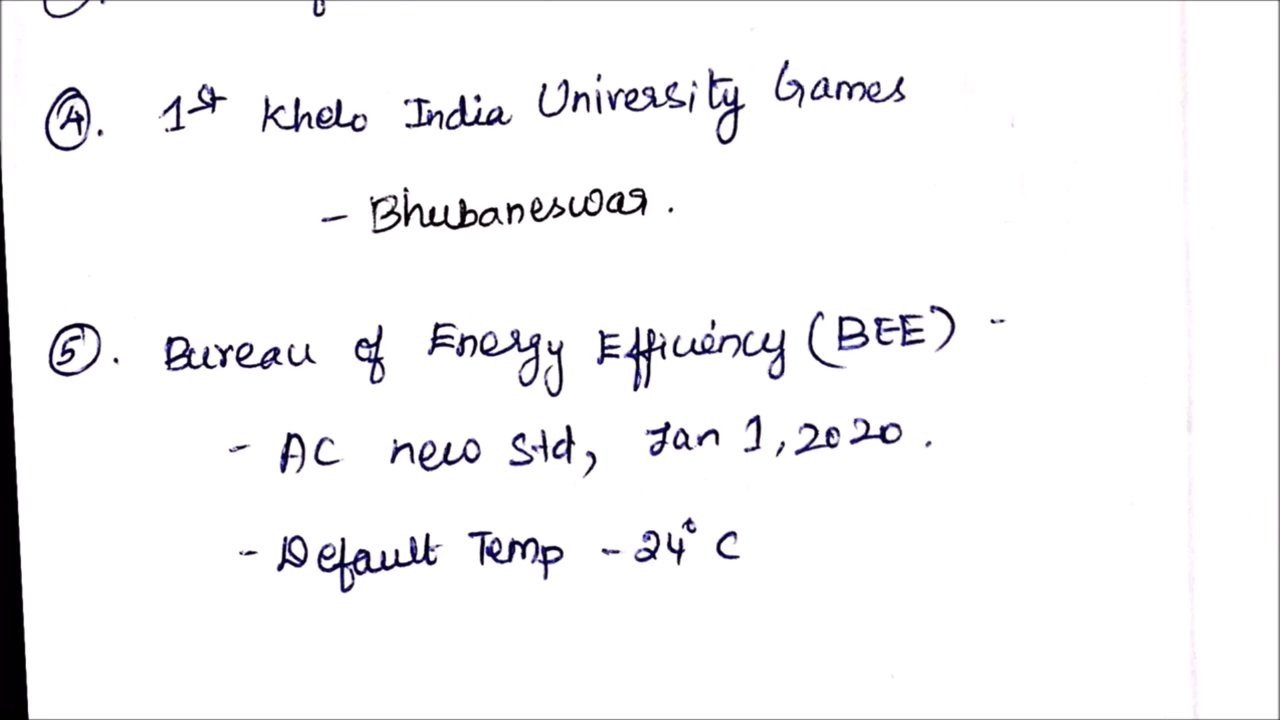 4. 1st Khelo India University Games
- Bhubaneswar.
5. Bureau of Energy Efficiency (BEE) -
- AC new Std, Jan 1, 2020.
- Default Temp - 24° C